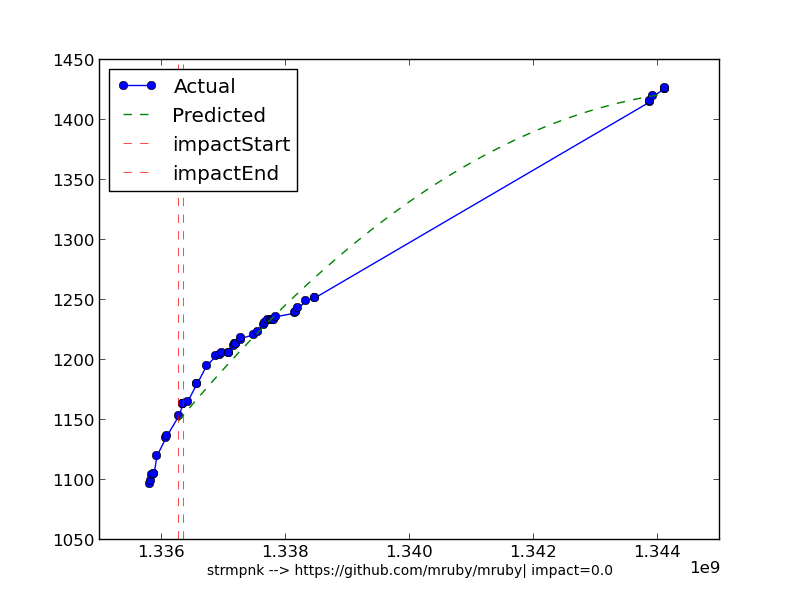 1450
1400
1350
1300
1250
1200
1150
1100
1050
Actual
Predicted
impactStart
impactEnd
1.336 1.338 1.340 1.342 1.344
1e9
strmpnk --> https://github.com/mruby/mruby| impact=0.0